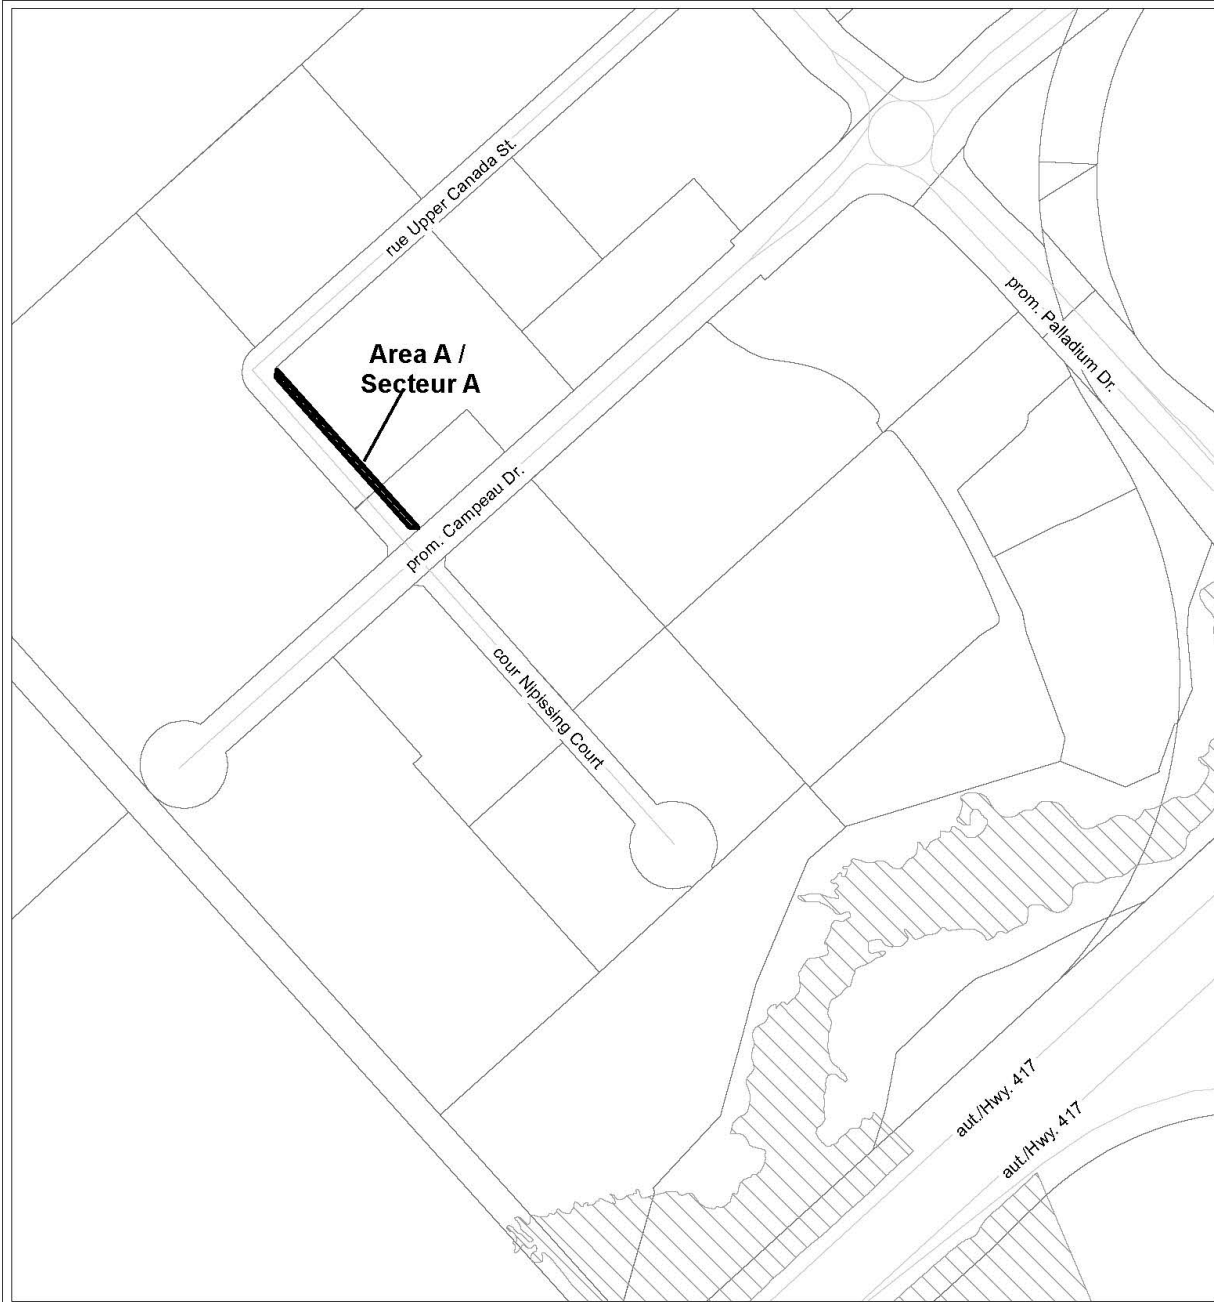 rue Upper Canada St.
prom. Palladium Dr.
Area A /
Secteur A
prom. Campeau Dr.
cour Nipissing Court
aut./Hwy. 417
aut./Hwy. 417